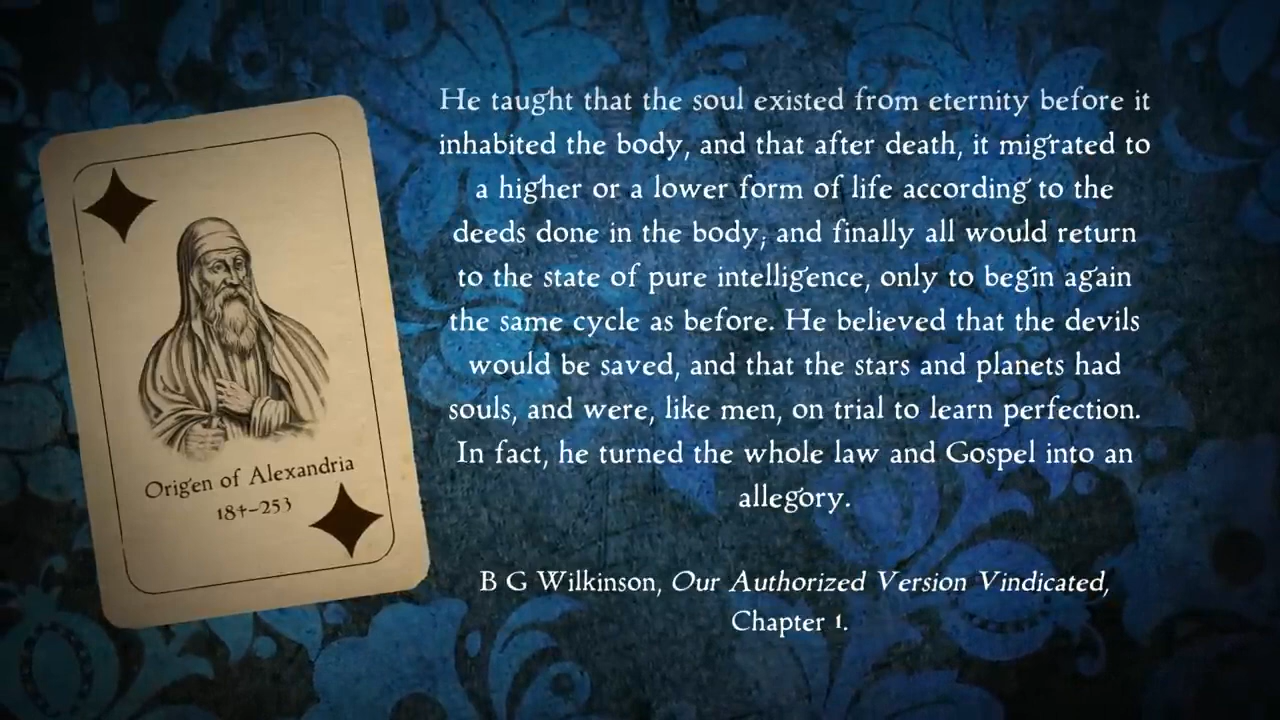 Origen of Alexandria
184–253
He taught that the soul existed from eternity before it
inhabited the body, and that after death, it migrated to
a higher or a lower form of life according to the
deeds done in the body; and finally all would return
to the state of pure intelligence, only to begin again
the same cycle as before. He believed that the devils
would be saved, and that the stars and planets had
souls, and were, like men, on trial to learn perfection.
In fact, he turned the whole law and Gospel into an
allegory.
B G Wilkinson, Our Authorized Version Vindicated,
Chapter 1.